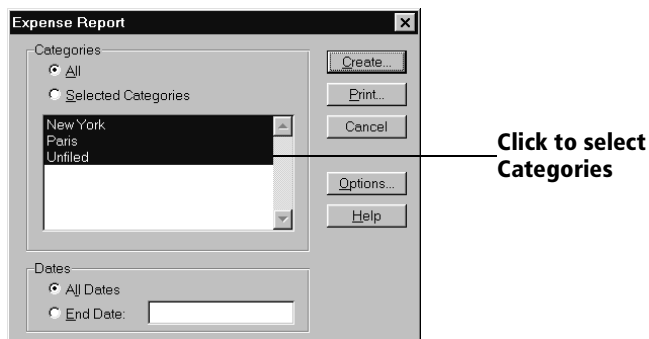 Expense Report
Categories
All
Selected Categories
New York
Paris
Unfiled
Create...
Print...
Cancel
Options...
Help
Click to select
Categories
Dates
All Dates
End Date: